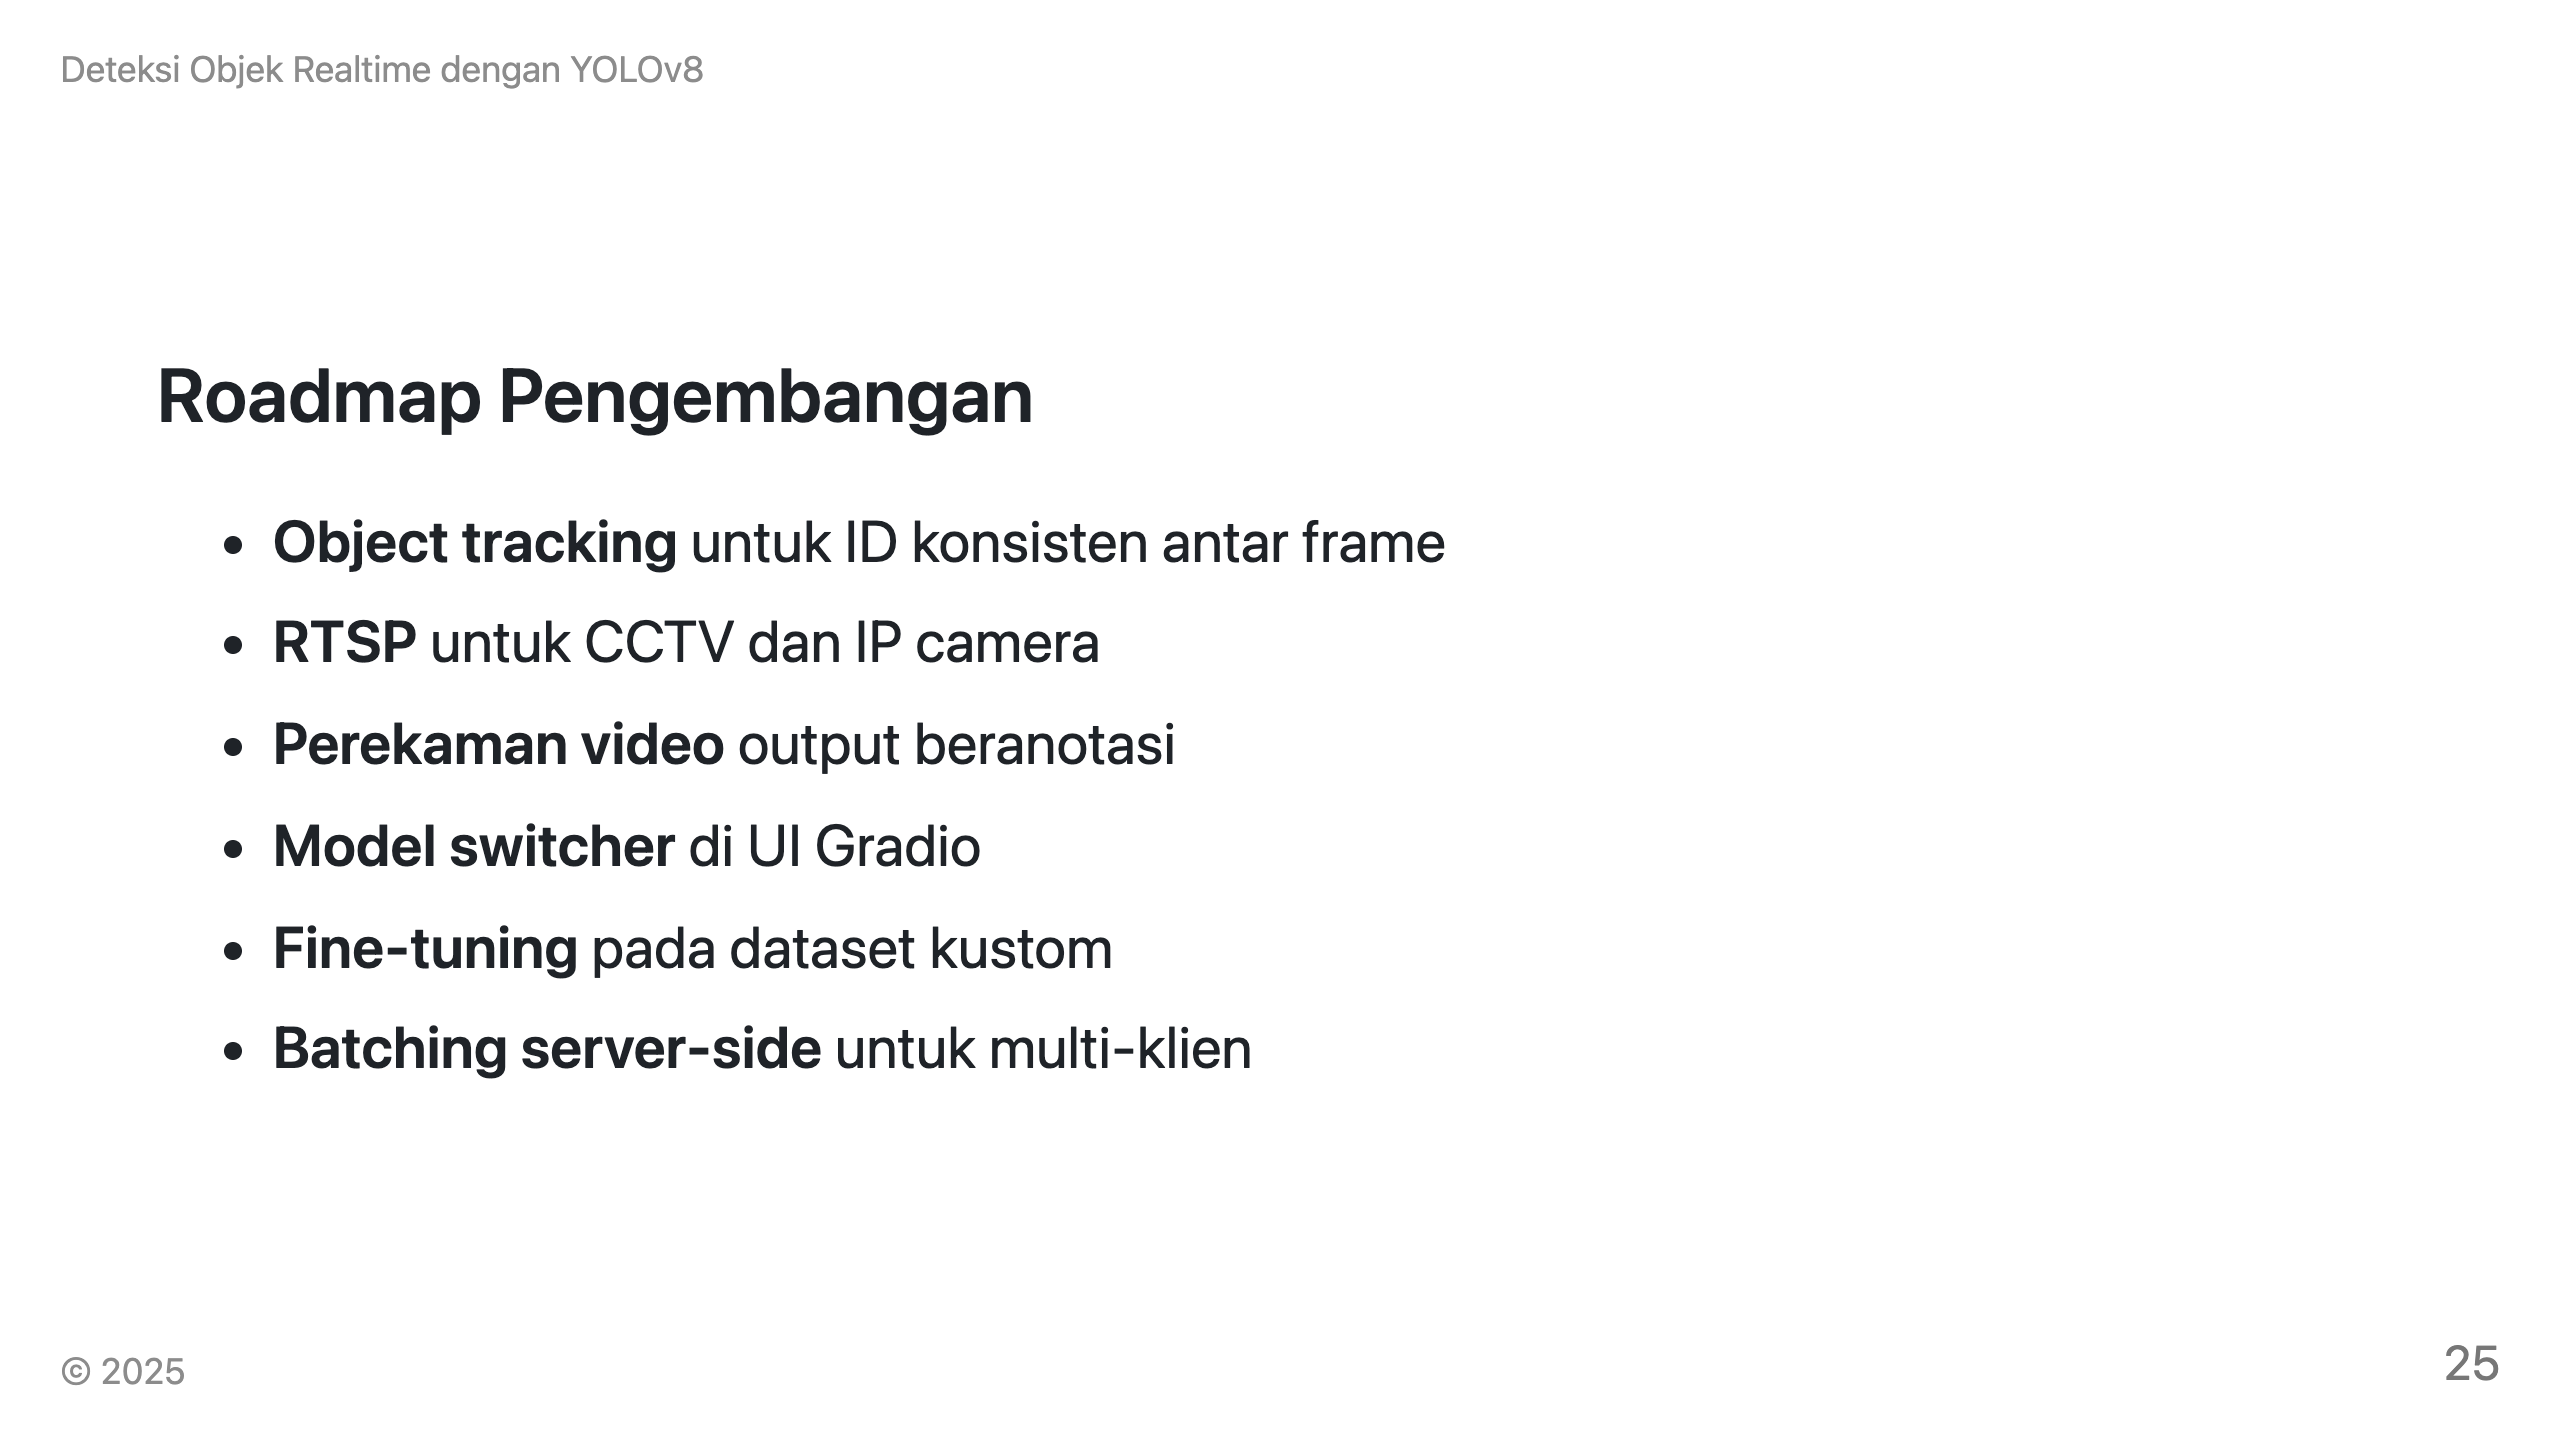 Deteksi Objek Realtime dengan YOLOv8
Roadmap Pengembangan
• Object tracking untuk ID konsisten antar frame
• RTSP untuk CCTV dan IP camera
• Perekaman video output beranotasi
• Model switcher di UI Gradio
• Fine-tuning pada dataset kustom
• Batching server-side untuk multi-klien
© 2025
25